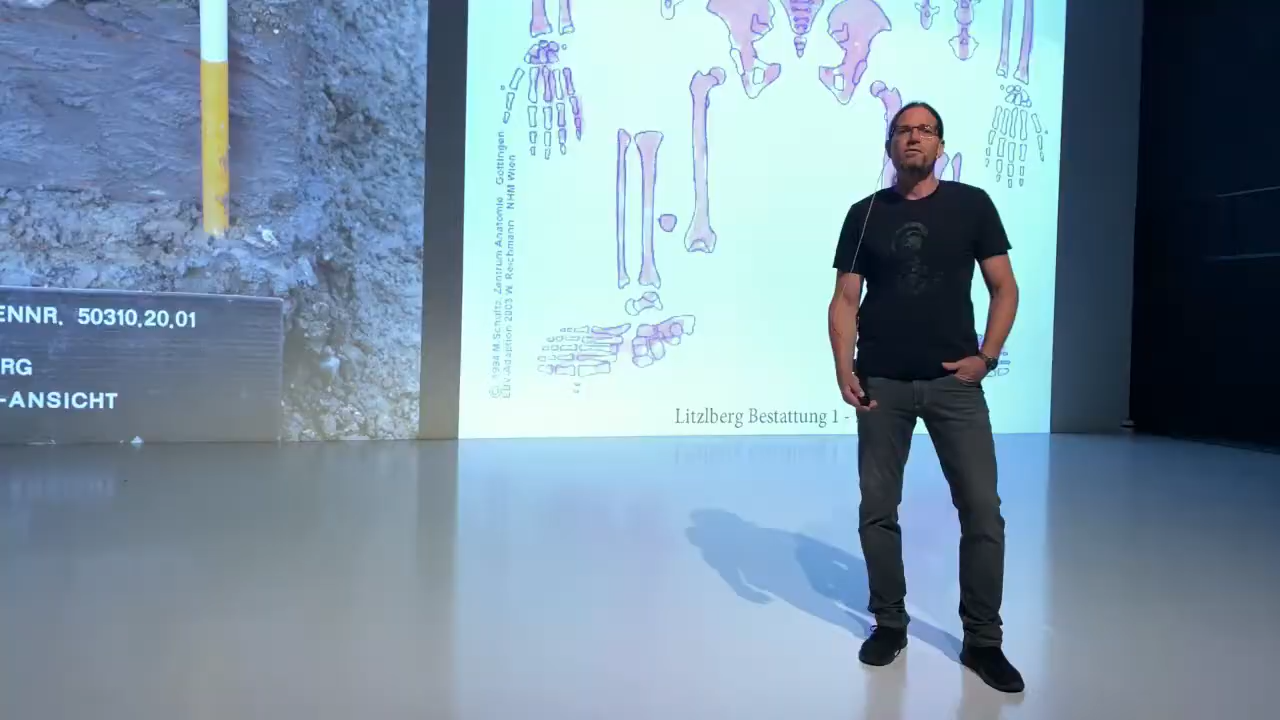 ENNR. 50310.20.01
RG
-ANSICHT
© 1994 M.Schultz Zentrum Anatomie Göttingen
EDV-Adaption 2003 W. Reichmann NHM Wien
Litzlberg Bestattung 1 -